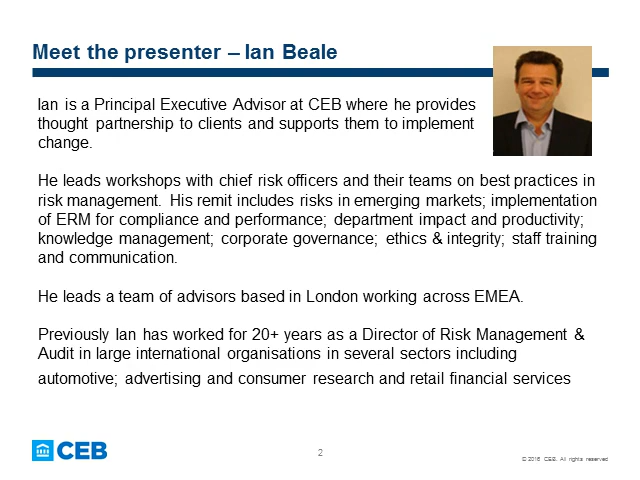 Meet the presenter – Ian Beale
Ian is a Principal Executive Advisor at CEB where he provides
thought partnership to clients and supports them to implement
change.
He leads workshops with chief risk officers and their teams on best practices in
risk management. His remit includes risks in emerging markets; implementation
of ERM for compliance and performance; department impact and productivity;
knowledge management; corporate governance; ethics & integrity; staff training
and communication.
He leads a team of advisors based in London working across EMEA.
Previously Ian has worked for 20+ years as a Director of Risk Management &
Audit in large international organisations in several sectors including
automotive; advertising and consumer research and retail financial services
CEB
2
© 2016 CEB. All rights reserved